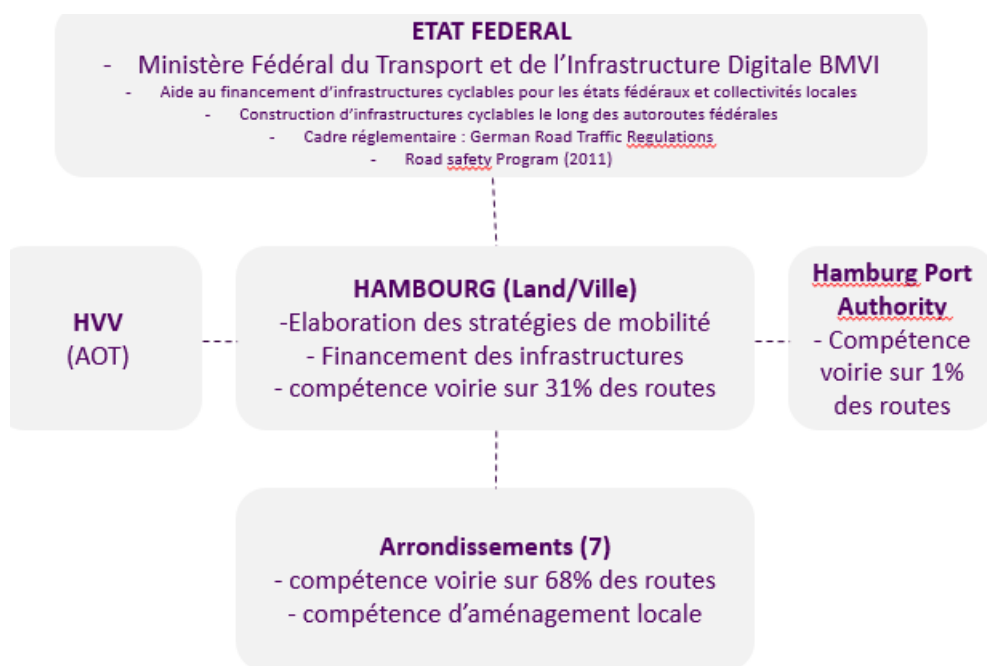 ETAT FEDERAL
- Ministère Fédéral du Transport et de l'Infrastructure Digitale BMVI
- Aide au financement d'infrastructures cyclables pour les états fédéraux et collectivités locales
- Construction d'infrastructures cyclables le long des autoroutes fédérales
- Cadre réglementaire : German Road Traffic Regulations
- Road safety Program (2011)
HVV
(AOT)
HAMBOURG (Land/Ville)
-Elaboration des stratégies de mobilité
- Financement des infrastructures
- compétence voirie sur 31% des routes
Hamburg Port
Authority
- Compétence
voirie sur 1%
des routes
Arrondissements (7)
- compétence voirie sur 68% des routes
- compétence d'aménagement locale